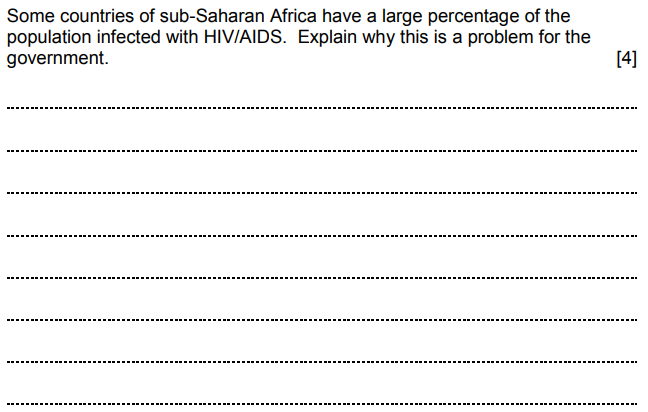 Some countries of sub-Saharan Africa have a large percentage of the
population infected with HIV/AIDS.  Explain why this is a problem for the
government. [4]